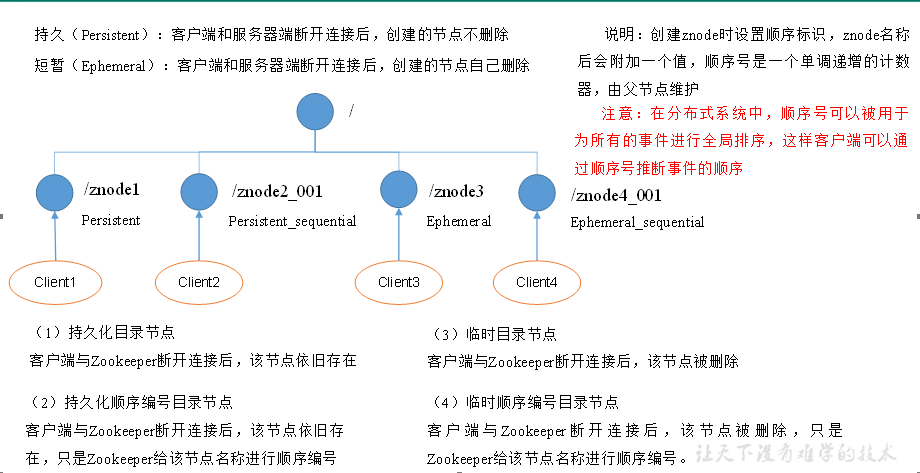 持久（Persistent）：客户端和服务器端断开连接后，创建的节点不删除
短暂（Ephemeral）：客户端和服务器端断开连接后，创建的节点自己删除
说明：创建znode时设置顺序标识，znode名称
后会附加一个值，顺序号是一个单调递增的计数
器，由父节点维护
注意：在分布式系统中，顺序号可以被用于
为所有的事件进行全局排序，这样客户端可以通
过顺序号推断事件的顺序
/
/znode1
Persistent
/znode2_001
Persistent_sequential
/znode3
Ephemeral
/znode4_001
Ephemeral_sequential
Client1
Client2
Client3
Client4
（1）持久化目录节点
客户端与Zookeeper断开连接后，该节点依旧存在
（2）持久化顺序编号目录节点
客户端与Zookeeper断开连接后，该节点依旧存
在，只是Zookeeper给该节点名称进行顺序编号
（3）临时目录节点
客户端与Zookeeper断开连接后，该节点被删除
（4）临时顺序编号目录节点
客户端与Zookeeper断开连接后，该节点被删除，只是
Zookeeper给该节点名称进行顺序编号。
让天下没有难学的技术